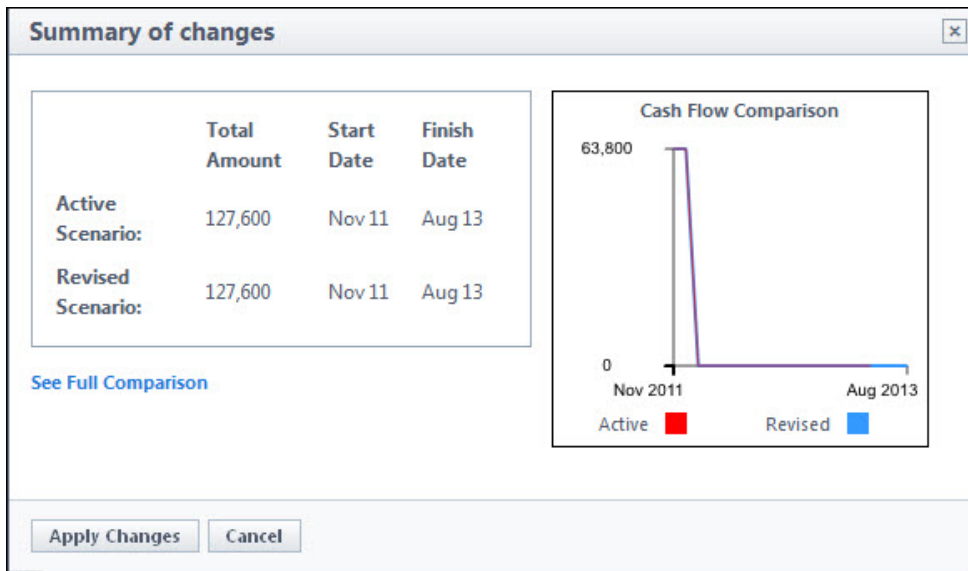 Summary of changes
Total Amount Start Date Finish Date
Active Scenario: 127,600 Nov 11 Aug 13
Revised Scenario: 127,600 Nov 11 Aug 13
See Full Comparison
Cash Flow Comparison
63,800
0
Nov 2011 Aug 2013
Active Revised
Apply Changes Cancel